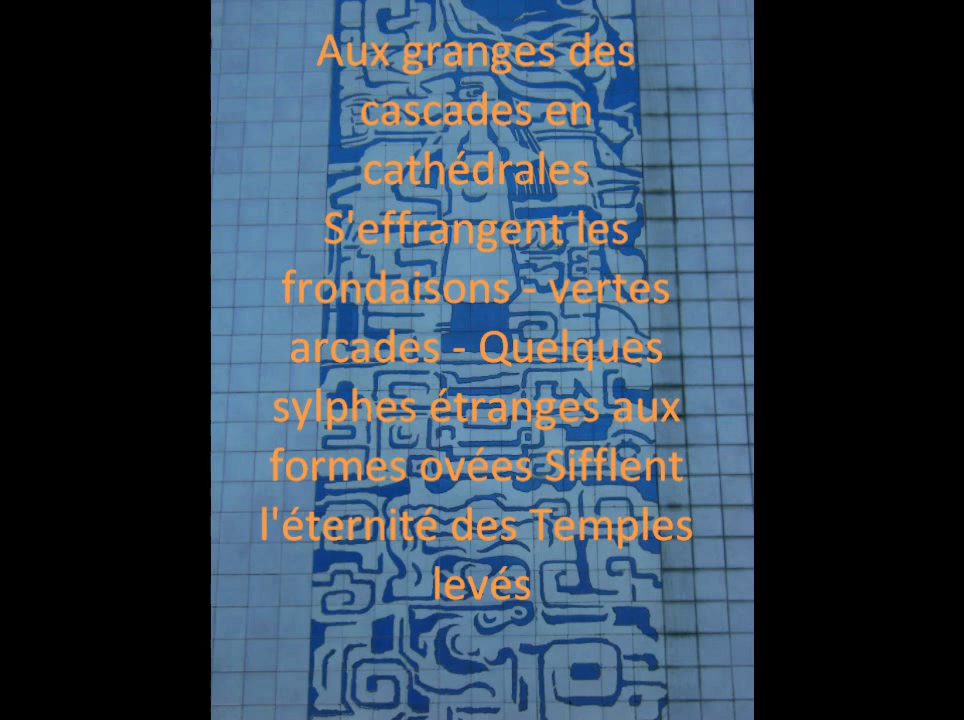 Aux granges des
cascades en
cathédrales
S'effrangent les
frondaisons - vertes
arcades - Quelques
sylphes étranges aux
formes ovées Sifflent
l'éternité des Temples
levés